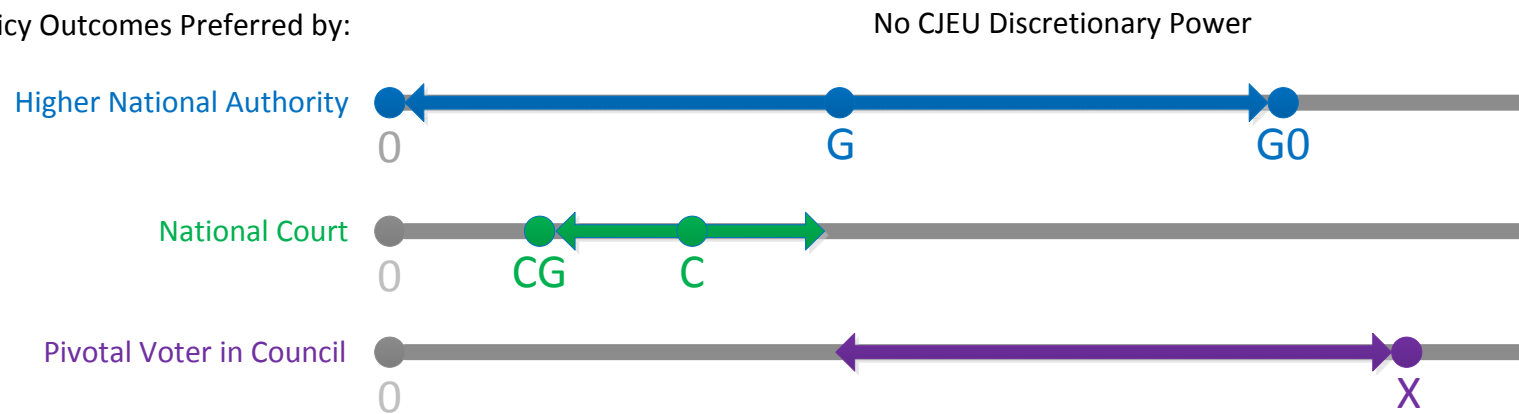 icy Outcomes Preferred by:
No CJEU Discretionary Power
Higher National Authority
0
G
G0
National Court
0
CG
C
Pivotal Voter in Council
0
X